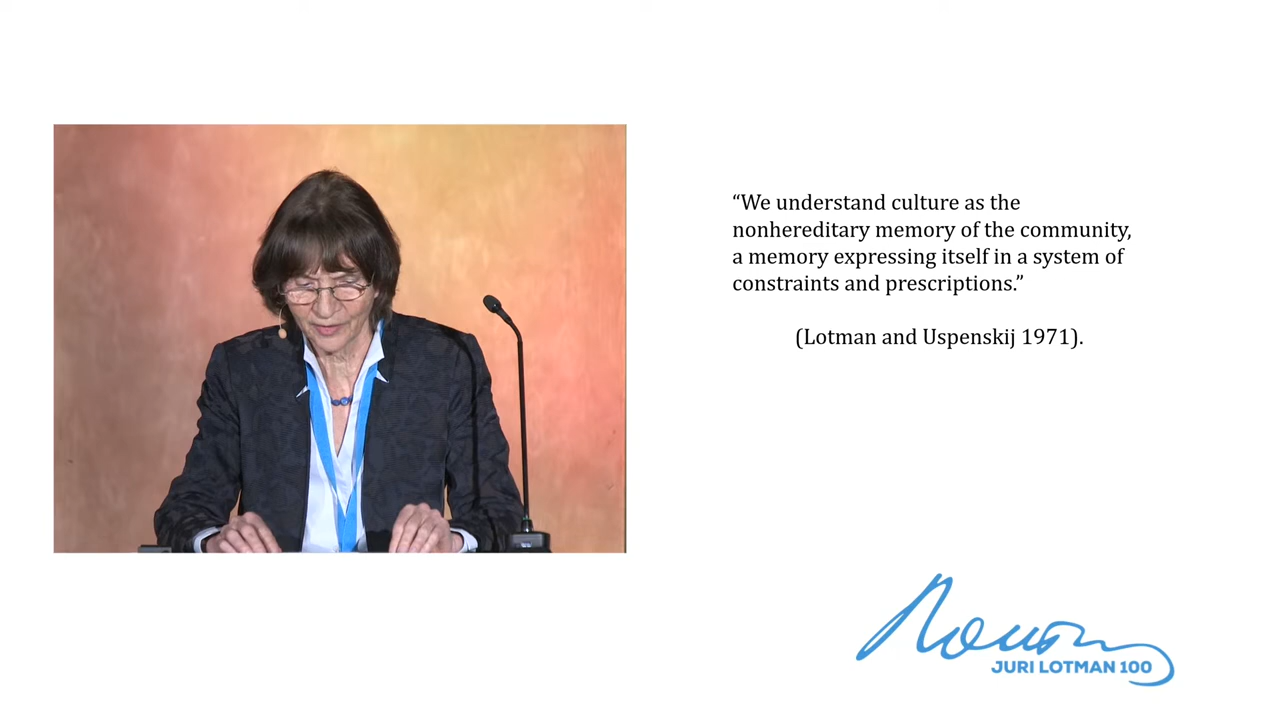 “We understand culture as the
nonhereditary memory of the community,
a memory expressing itself in a system of
constraints and prescriptions.”
(Lotman and Uspenskij 1971).
Лотман
JURI LOTMAN 100